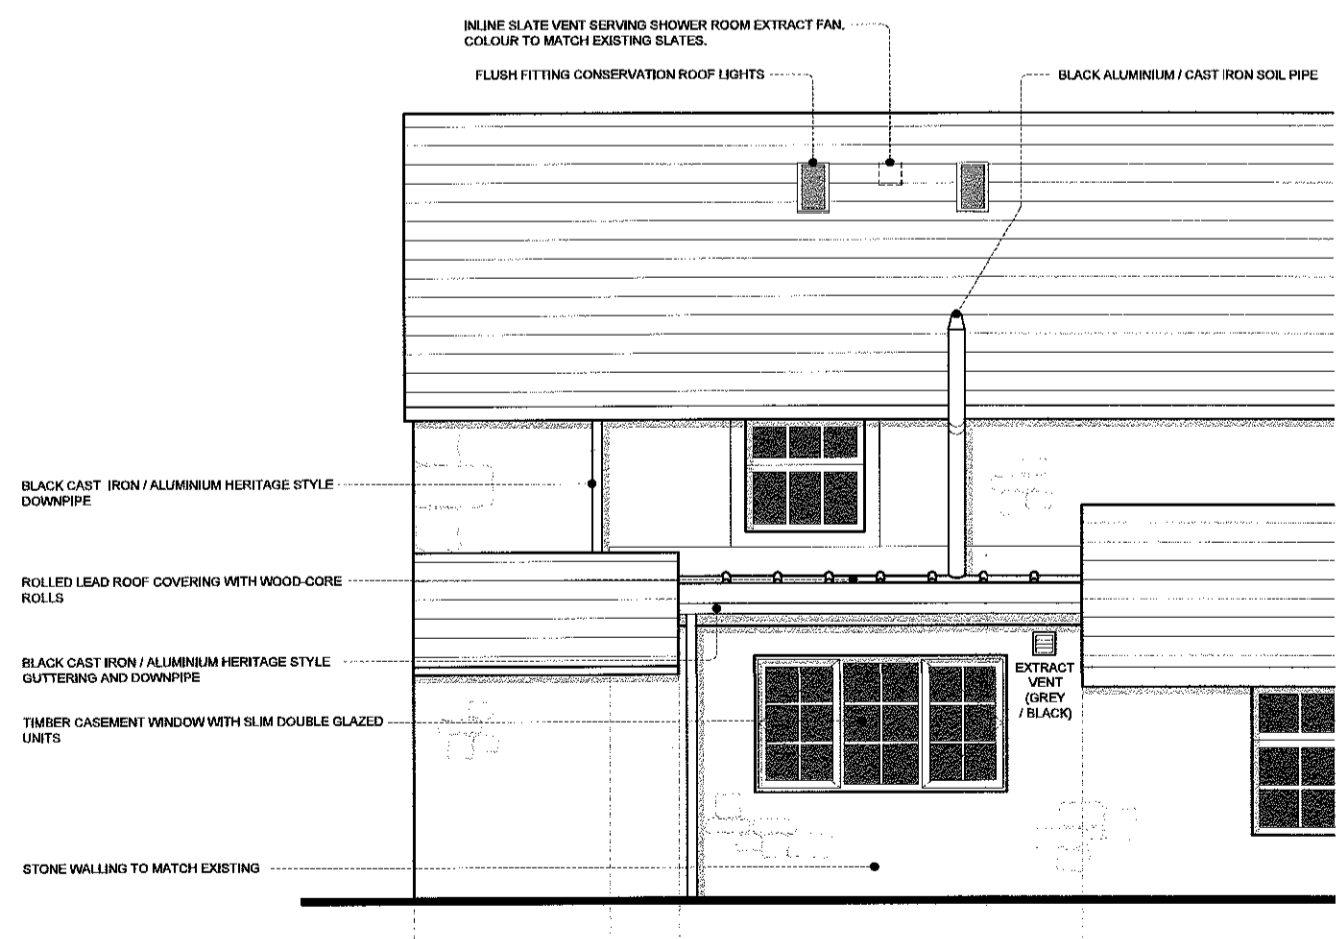 INLINE SLATE VENT SERVING SHOWER ROOM EXTRACT FAN.
COLOUR TO MATCH EXISTING SLATES.
FLUSH FITTING CONSERVATION ROOF LIGHTS
BLACK ALUMINIUM / CAST IRON SOIL PIPE
BLACK CAST IRON / ALUMINIUM HERITAGE STYLE
DOWNPIPE
ROLLED LEAD ROOF COVERING WITH WOOD-CORE
ROLLS
BLACK CAST IRON / ALUMINIUM HERITAGE STYLE
GUTTERING AND DOWNPIPE
EXTRACT
VENT
(GREY
/ BLACK)
TIMBER CASEMENT WINDOW WITH SLIM DOUBLE GLAZED
UNITS
STONE WALLING TO MATCH EXISTING